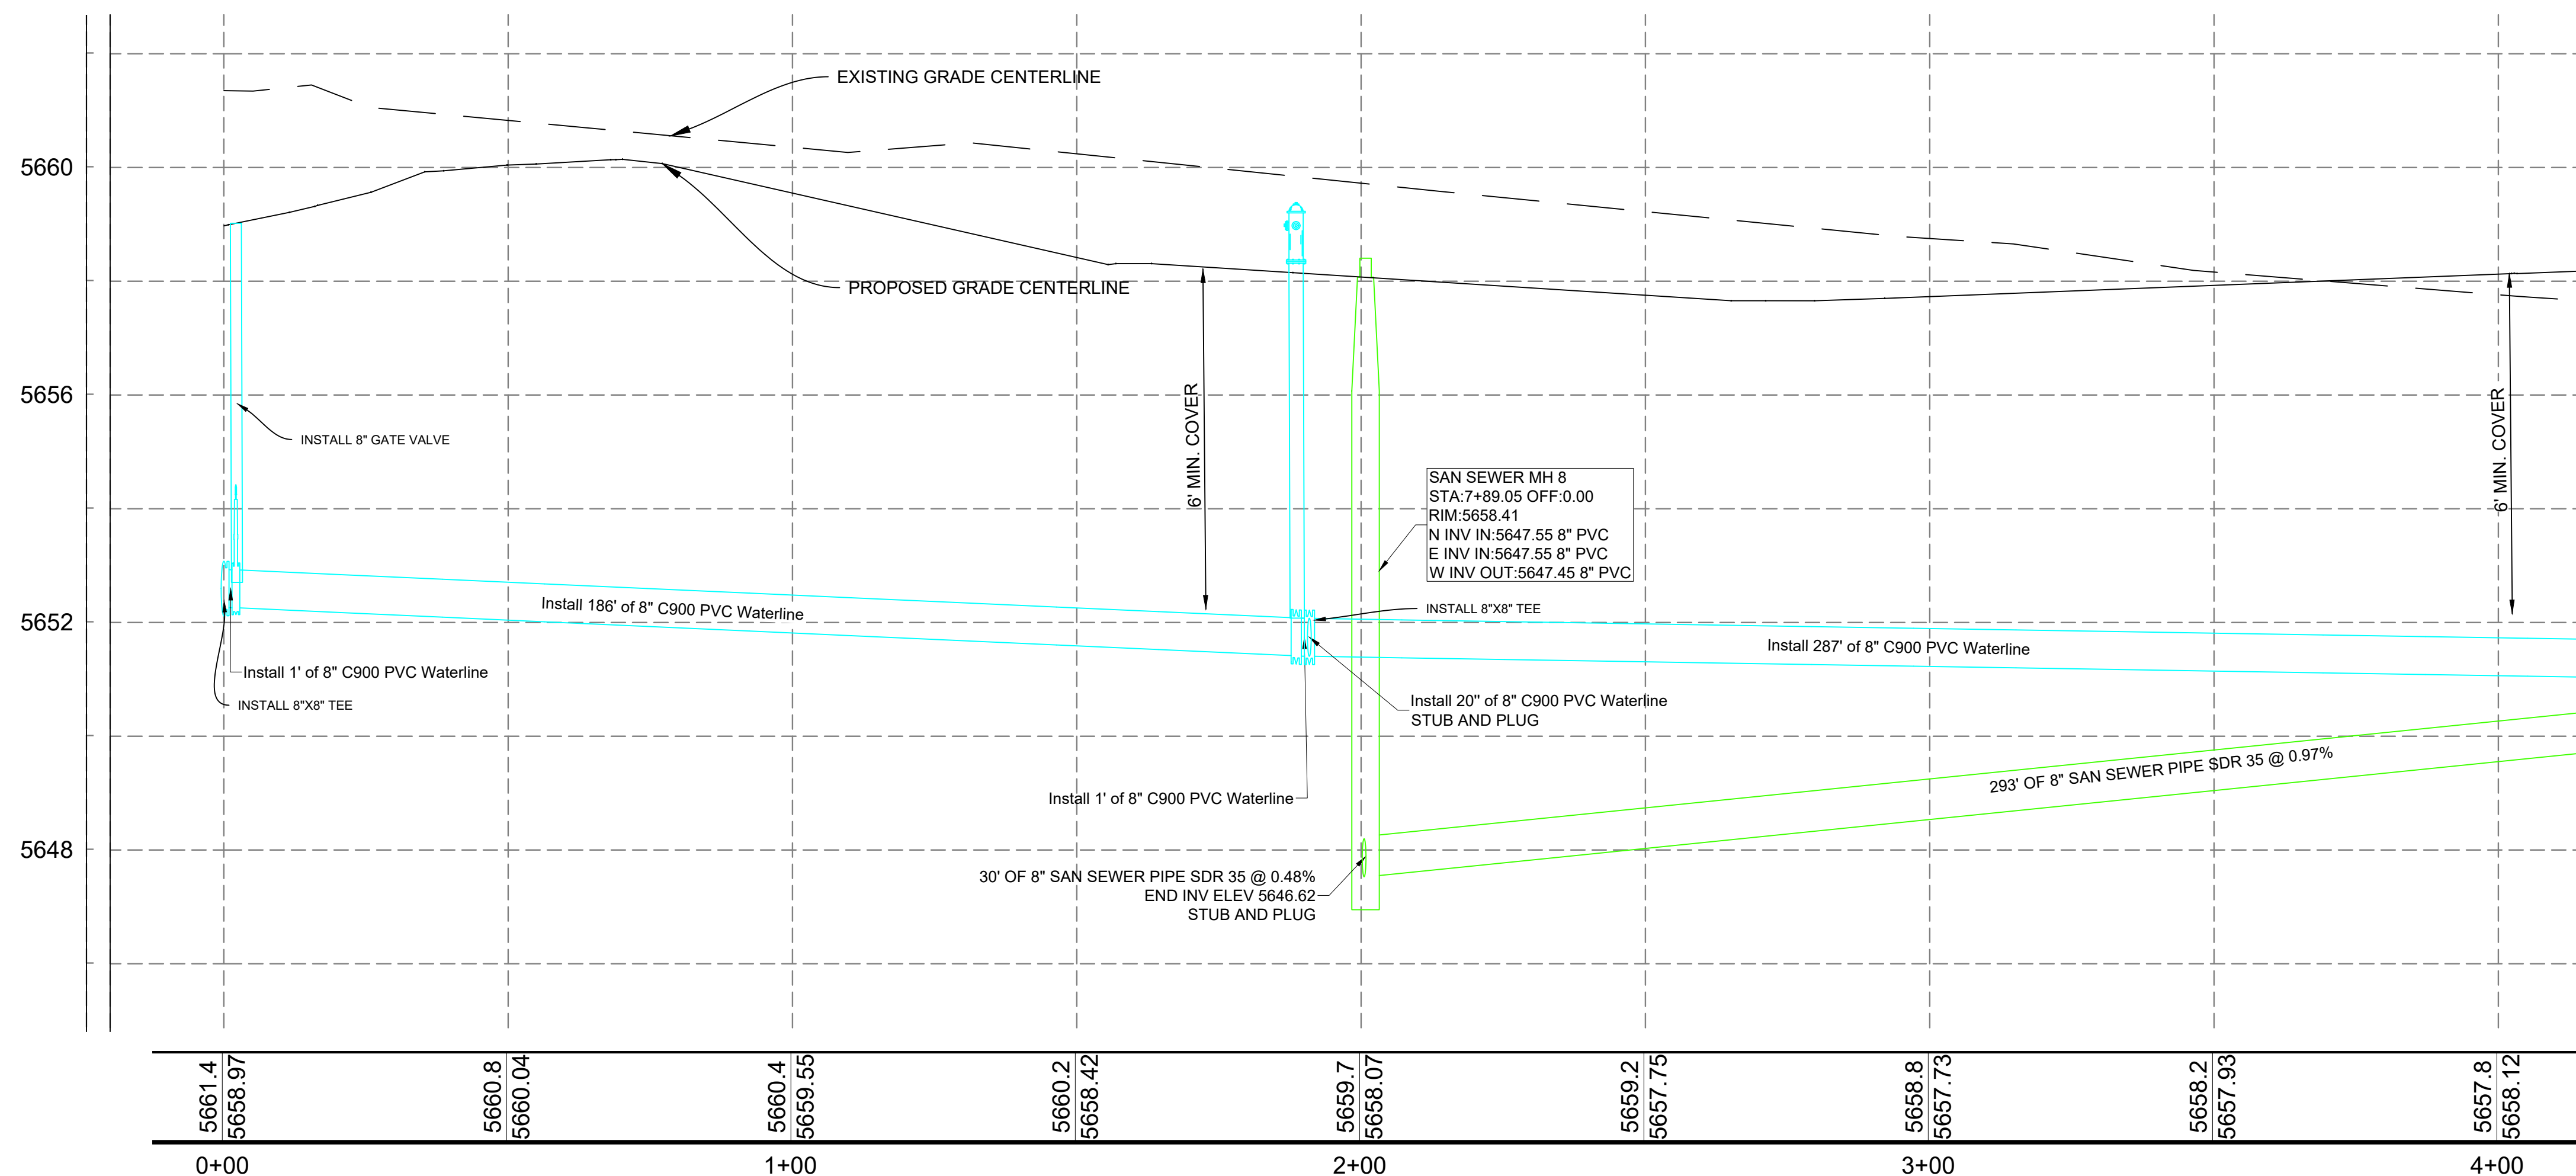 EXISTING GRADE CENTERLINE
5660
PROPOSED GRADE CENTERLINE
5656
INSTALL 8" GATE VALVE
6' MIN. COVER
6' MIN. COVER
SAN SEWER MH 8
STA:7+89.05 OFF:0.00
RIM:5658.41
N INV IN:5647.55 8" PVC
E INV IN:5647.55 8" PVC
W INV OUT:5647.45 8" PVC
5652
Install 186' of 8" C900 PVC Waterline
INSTALL 8"X8" TEE
Install 287' of 8" C900 PVC Waterline
Install 1' of 8" C900 PVC Waterline
INSTALL 8"X8" TEE
Install 20" of 8" C900 PVC Waterline
STUB AND PLUG
Install 1' of 8" C900 PVC Waterline
293' OF 8" SAN SEWER PIPE SDR 35 @ 0.97%
5648
30' OF 8" SAN SEWER PIPE SDR 35 @ 0.48%
END INV ELEV 5646.62
STUB AND PLUG
5661.4
5658.97
5660.8
5660.04
5660.4
5659.55
5660.2
5658.42
5659.7
5658.07
5659.2
5657.75
5658.8
5657.73
5658.2
5657.93
5657.8
5658.12
0+00
1+00
2+00
3+00
4+00